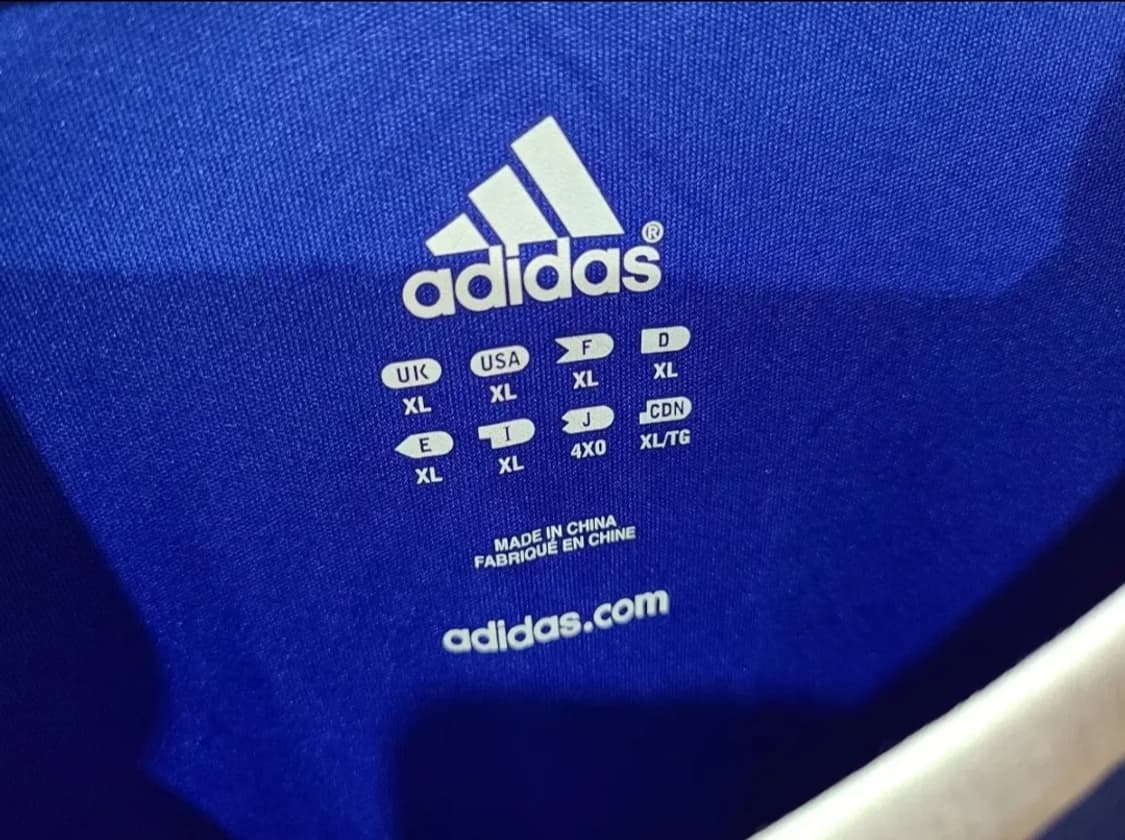 adidas®
UK USA F D
XL XL XL XL
E I J CDN
XL XL 4XO XL/TG
MADE IN CHINA
FABRIQUÉ EN CHINE
adidas.com